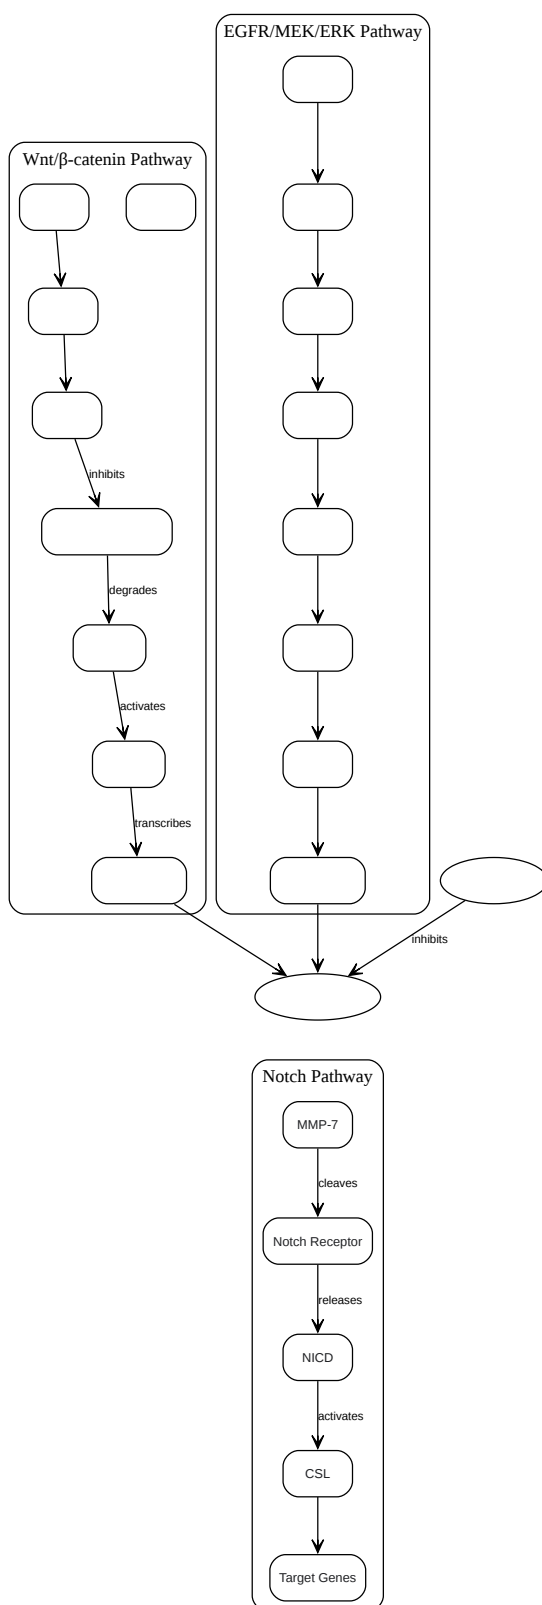 EGFR/MEK/ERK Pathway
Wnt/β-catenin Pathway
inhibits
degrades
activates
transcribes
inhibits
Notch Pathway
MMP-7
cleaves
Notch Receptor
releases
NICD
activates
CSL
Target Genes